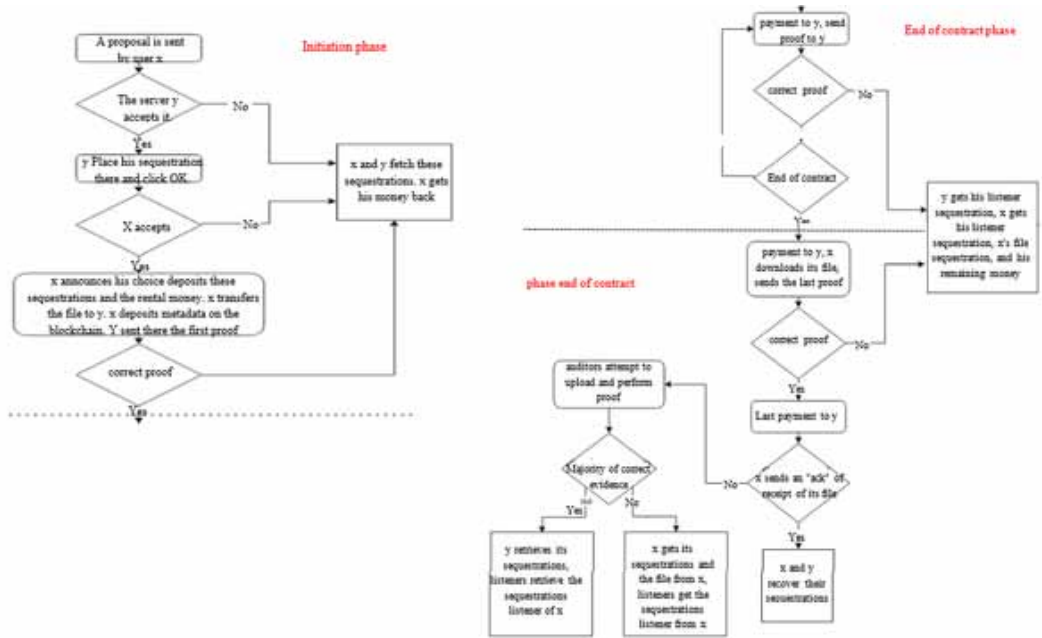 A proposal is sent
by user x
Initiation phase
The server y
accepts it.
No
Yes
y Place his sequestration
there and click OK.
x and y fetch these
sequestrations. x gets
his money back
X accepts
No
Yes
x announces his choice deposits these
sequestrations and the rental money. x transfers
the file to y. x deposits metadata on the
blockchain. Y sent there the first proof
correct proof
Yes
payment to y, send
proof to y
End of contract phase
correct proof
No
End of contract
Yes
y gets his listener
sequestration, x gets
his listener
sequestration, x's file
sequestration, and his
remaining money
payment to y, x
downloads its file,
sends the last proof
phase end of contract
correct proof
No
Yes
auditors attempt to
upload and perform
proof
Last payment to y
Majority of correct
evidence
No
x sends an "ack" of
receipt of its file
Yes
No
Yes
y retrieves its
sequestrations,
listeners retrieve the
sequestrations
listener of x
x gets its
sequestrations and
the file from x,
listeners get the
sequestrations
listener from x
x and y
recover their
sequestrations